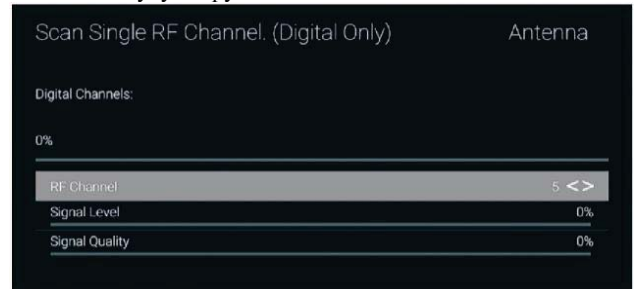 Scan Single RF Channel. (Digital Only) Antenna
Digital Channels:
0%
RF Channel 5 <>
Signal Level 0%
Signal Quality 0%